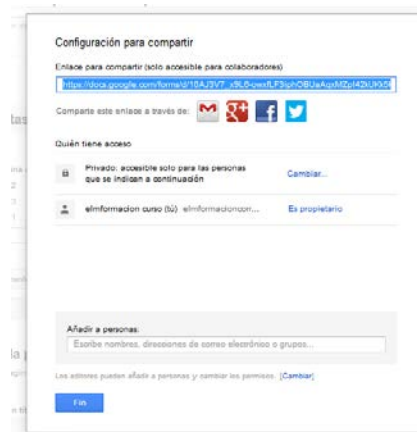 Configuración para compartir
Enlace para compartir (solo accesible para colaboradores)
Comparte este enlace a través de:
Quién tiene acceso
Privado: accesible solo para las personas
que se indican a continuación
Cambiar...
elmformacion curso (tú) elmformacioncorr... Es propietario
Añadir a personas:
Escribe nombres, direcciones de correo electrónico o grupos...
Los editores pueden añadir a personas y cambiar los permisos. [Cambiar]
Fin